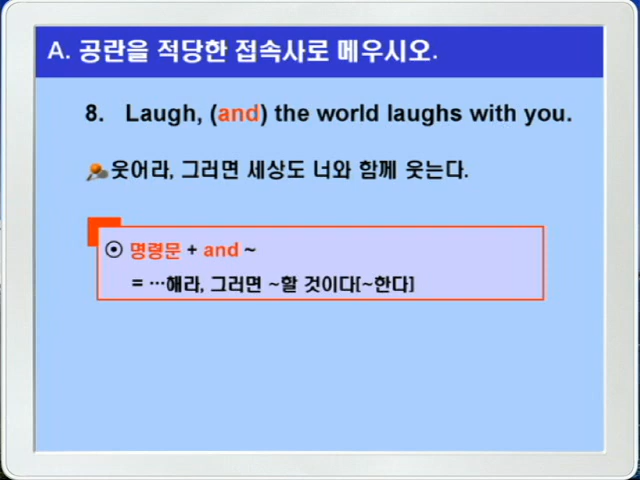 A. 공란을 적당한 접속사로 메우시오.
8. Laugh, (and) the world laughs with you.
웃어라, 그러면 세상도 너와 함께 웃는다.
⊙ 명령문 + and ~
= …해라, 그러면 ~할 것이다[~한다]